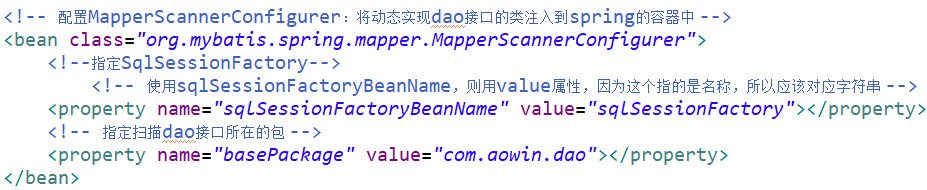 <!-- 配置MapperScannerConfigurer：将动态实现dao接口的类注入到spring的容器中 -->
<bean class="org.mybatis.spring.mapper.MapperScannerConfigurer">
<!--指定SqlSessionFactory-->
<!-- 使用sqlSessionFactoryBeanName，则用value属性，因为这个指的是名称，所以应该对应字符串 -->
<property name="sqlSessionFactoryBeanName" value="sqlSessionFactory"></property>
<!-- 指定扫描dao接口所在的包 -->
<property name="basePackage" value="com.aowin.dao"></property>
</bean>